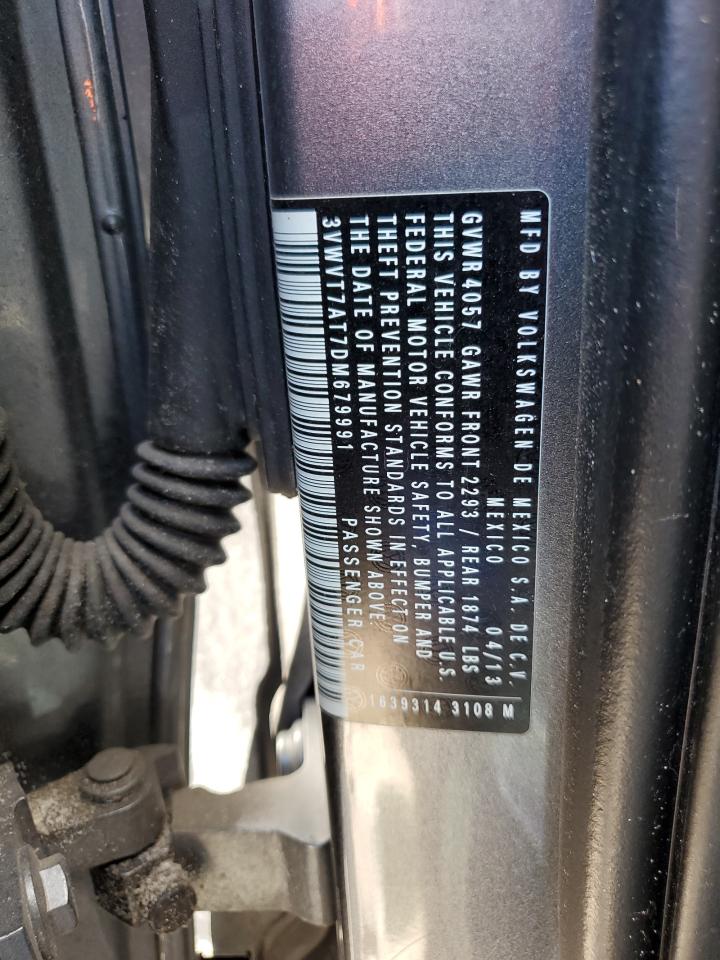 MFD BY VOLKSWAGEN DE MEXICO S.A. DE C.V.
MEXICO 04/13
GVWR 4057 GAWR FRONT 2293 / REAR 1874 LBS
THIS VEHICLE CONFORMS TO ALL APPLICABLE U.S.
FEDERAL MOTOR VEHICLE SAFETY, BUMPER AND
THEFT PREVENTION STANDARDS IN EFFECT ON
THE DATE OF MANUFACTURE SHOWN ABOVE.
3VWVT7AT7DM679991 PASSENGER CAR
1639314 3108 M